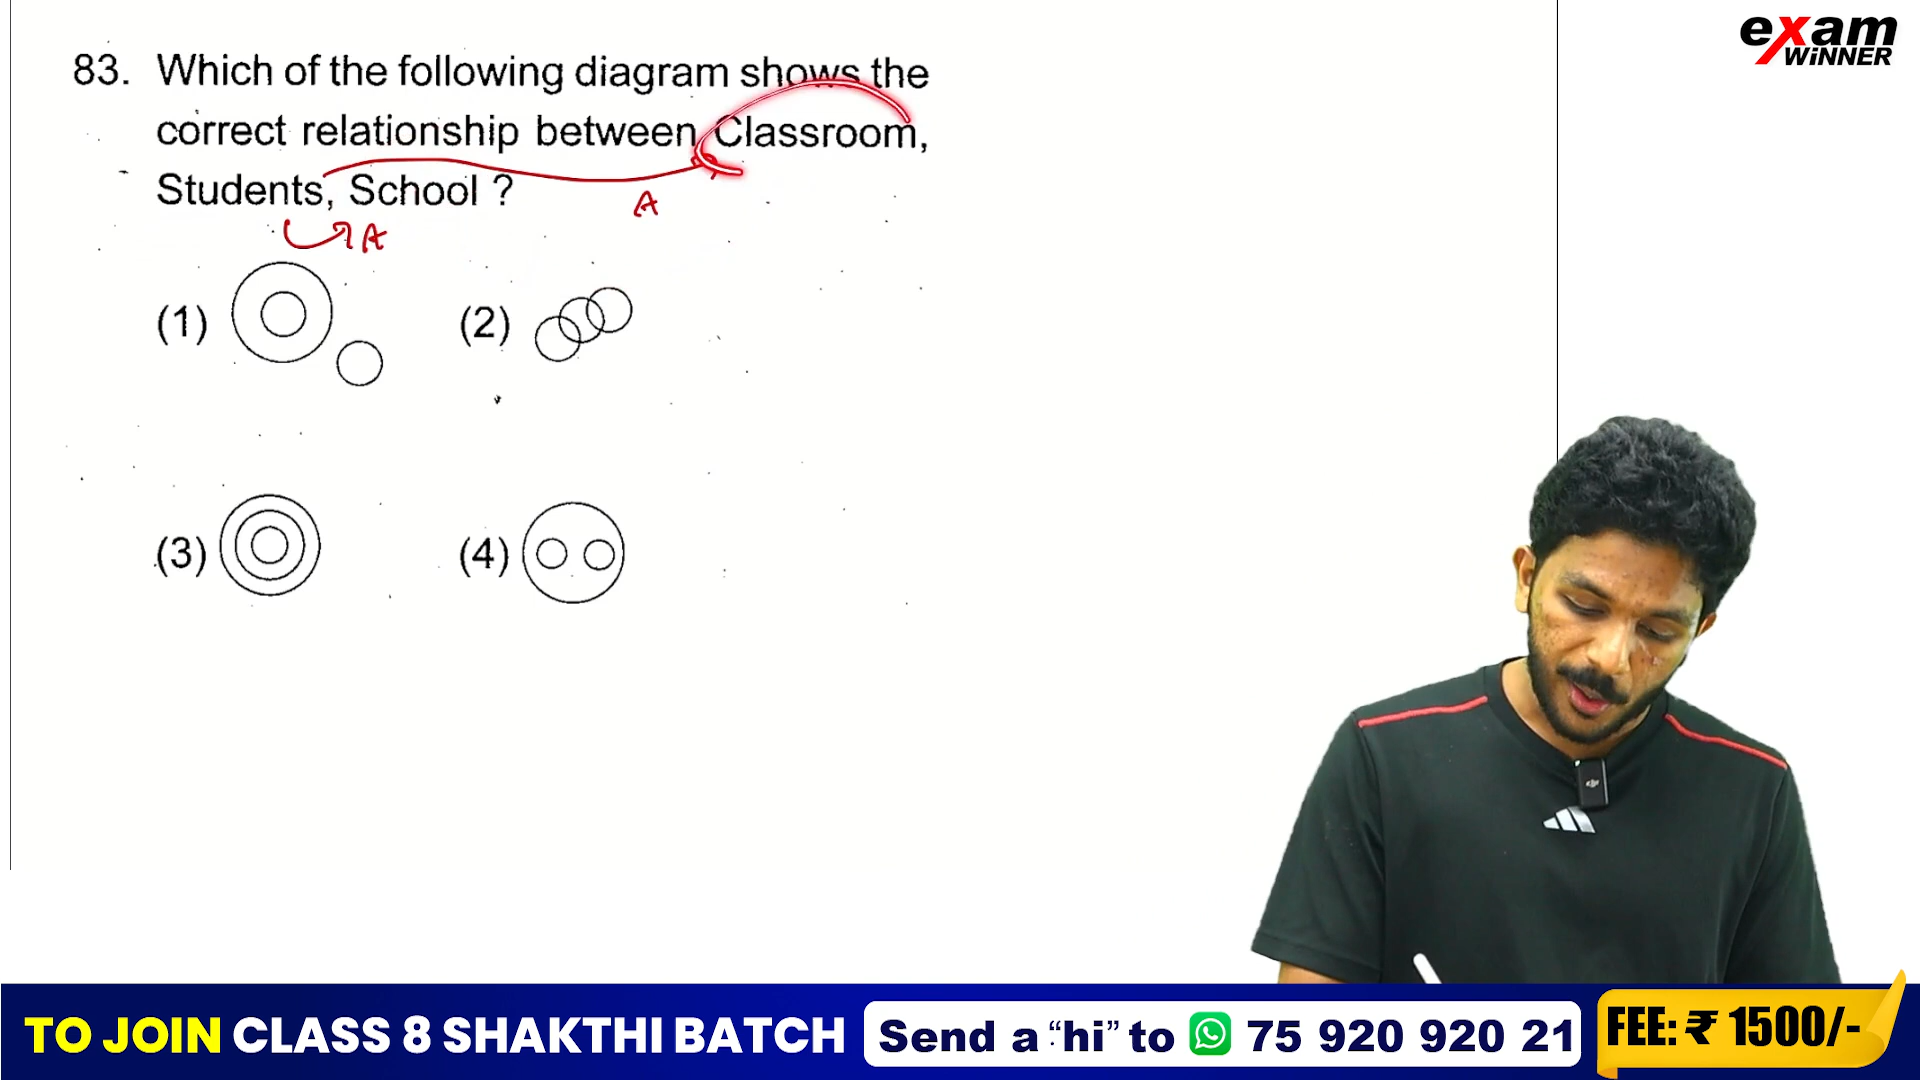 exam
WiNNER
83. Which of the following diagram shows the
correct relationship between Classroom,
Students, School ?
A
A
(1)
(2)
(3)
(4)
TO JOIN CLASS 8 SHAKTHI BATCH
Send a “hi” to 75 920 920 21
FEE: ₹ 1500/-